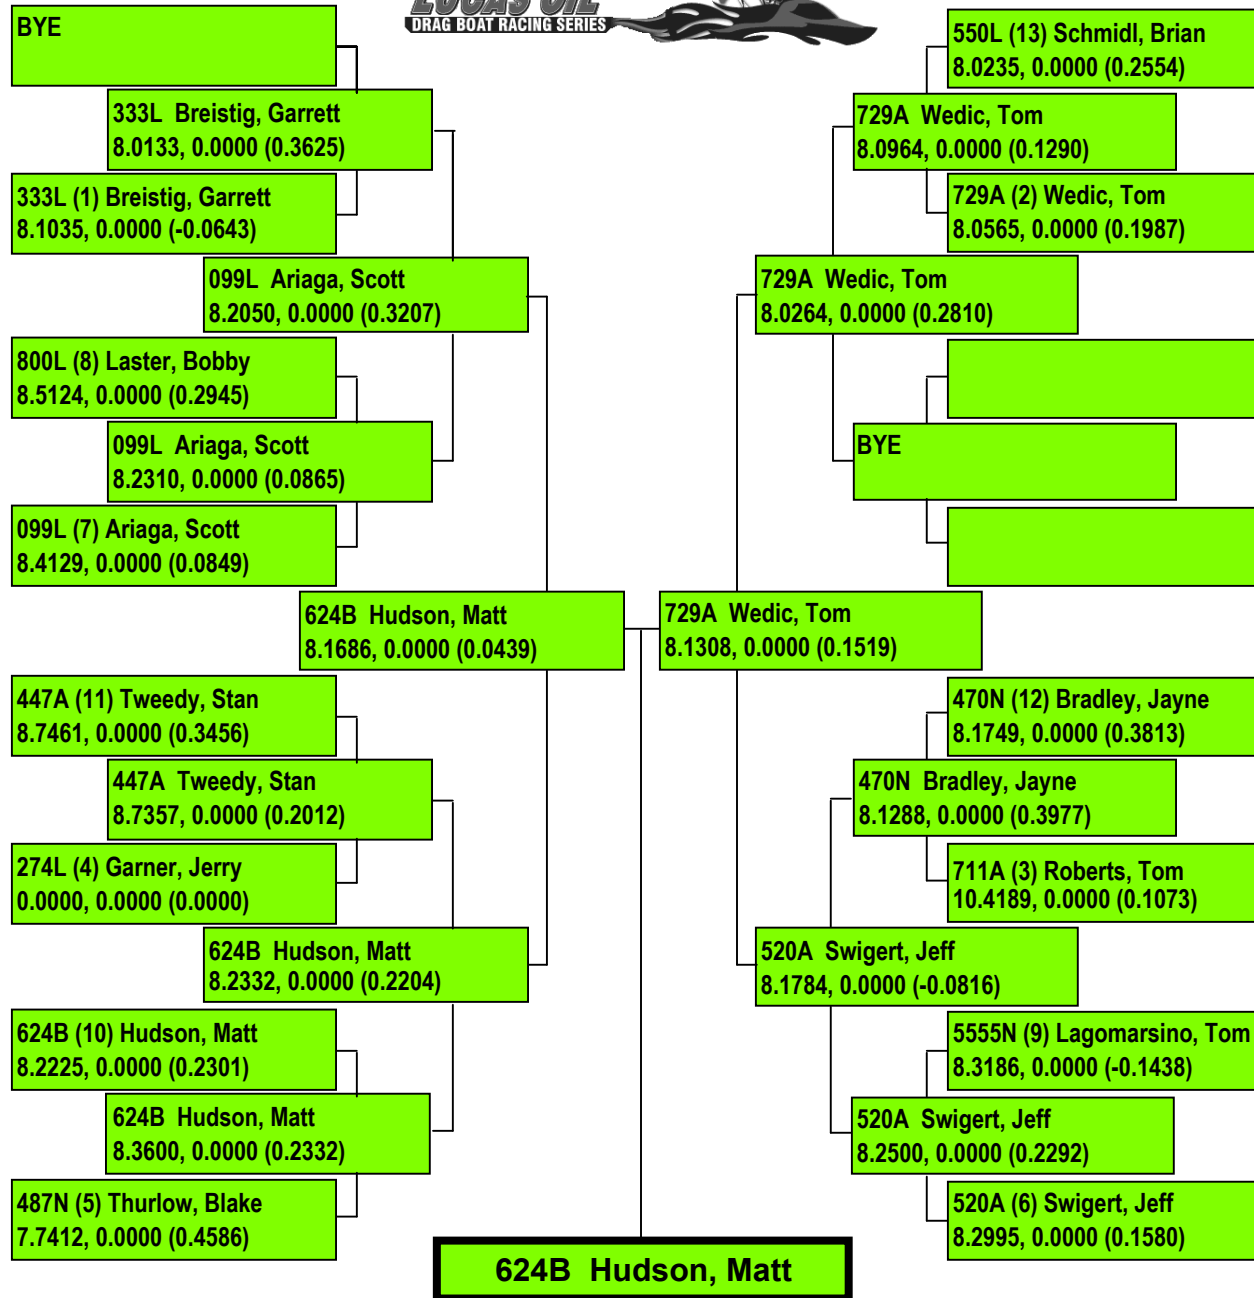 LUCAS OIL
DRAG BOAT RACING SERIES
BYE
333L Breistig, Garrett
8.0133, 0.0000 (0.3625)
333L (1) Breistig, Garrett
8.1035, 0.0000 (-0.0643)
099L Ariaga, Scott
8.2050, 0.0000 (0.3207)
800L (8) Laster, Bobby
8.5124, 0.0000 (0.2945)
099L Ariaga, Scott
8.2310, 0.0000 (0.0865)
099L (7) Ariaga, Scott
8.4129, 0.0000 (0.0849)
624B Hudson, Matt
8.1686, 0.0000 (0.0439)
447A (11) Tweedy, Stan
8.7461, 0.0000 (0.3456)
447A Tweedy, Stan
8.7357, 0.0000 (0.2012)
274L (4) Garner, Jerry
0.0000, 0.0000 (0.0000)
624B Hudson, Matt
8.2332, 0.0000 (0.2204)
624B (10) Hudson, Matt
8.2225, 0.0000 (0.2301)
624B Hudson, Matt
8.3600, 0.0000 (0.2332)
487N (5) Thurlow, Blake
7.7412, 0.0000 (0.4586)
550L (13) Schmidl, Brian
8.0235, 0.0000 (0.2554)
729A Wedic, Tom
8.0964, 0.0000 (0.1290)
729A (2) Wedic, Tom
8.0565, 0.0000 (0.1987)
729A Wedic, Tom
8.0264, 0.0000 (0.2810)
BYE
729A Wedic, Tom
8.1308, 0.0000 (0.1519)
470N (12) Bradley, Jayne
8.1749, 0.0000 (0.3813)
470N Bradley, Jayne
8.1288, 0.0000 (0.3977)
711A (3) Roberts, Tom
10.4189, 0.0000 (0.1073)
520A Swigert, Jeff
8.1784, 0.0000 (-0.0816)
5555N (9) Lagomarsino, Tom
8.3186, 0.0000 (-0.1438)
520A Swigert, Jeff
8.2500, 0.0000 (0.2292)
520A (6) Swigert, Jeff
8.2995, 0.0000 (0.1580)
624B Hudson, Matt